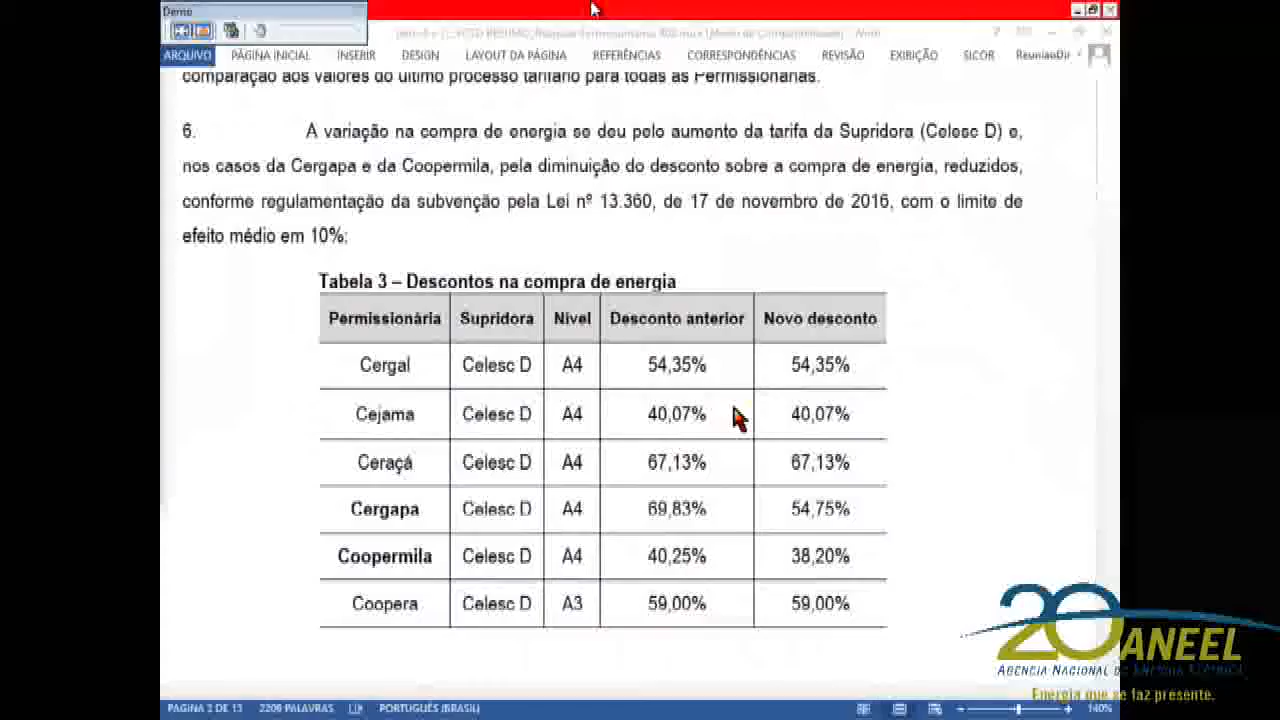 Demo
ARQUIVO PÁGINA INICIAL INSERIR DESIGN LAYOUT DA PÁGINA REFERÊNCIAS CORRESPONDÊNCIAS REVISÃO EXIBIÇÃO SICOR ReuniaoDir
comparação aos valores do último processo tarifário para todas as Permissionárias.
6. A variação na compra de energia se deu pelo aumento da tarifa da Supridora (Celesc D) e,
nos casos da Cergapa e da Coopermila, pela diminuição do desconto sobre a compra de energia, reduzidos,
conforme regulamentação da subvenção pela Lei nº 13.360, de 17 de novembro de 2016, com o limite de
efeito médio em 10%;
Tabela 3 – Descontos na compra de energia
Permissionária Supridora Nível Desconto anterior Novo desconto
Cergal Celesc D A4 54,35% 54,35%
Cejama Celesc D A4 40,07% 40,07%
Ceraçá Celesc D A4 67,13% 67,13%
Cergapa Celesc D A4 69,83% 54,75%
Coopermila Celesc D A4 40,25% 38,20%
Coopera Celesc D A3 59,00% 59,00%
20 ANEEL
AGÊNCIA NACIONAL DE ENERGIA ELÉTRICA
Energia que se faz presente.
PÁGINA 2 DE 13 2206 PALAVRAS PORTUGUÊS (BRASIL) 140%